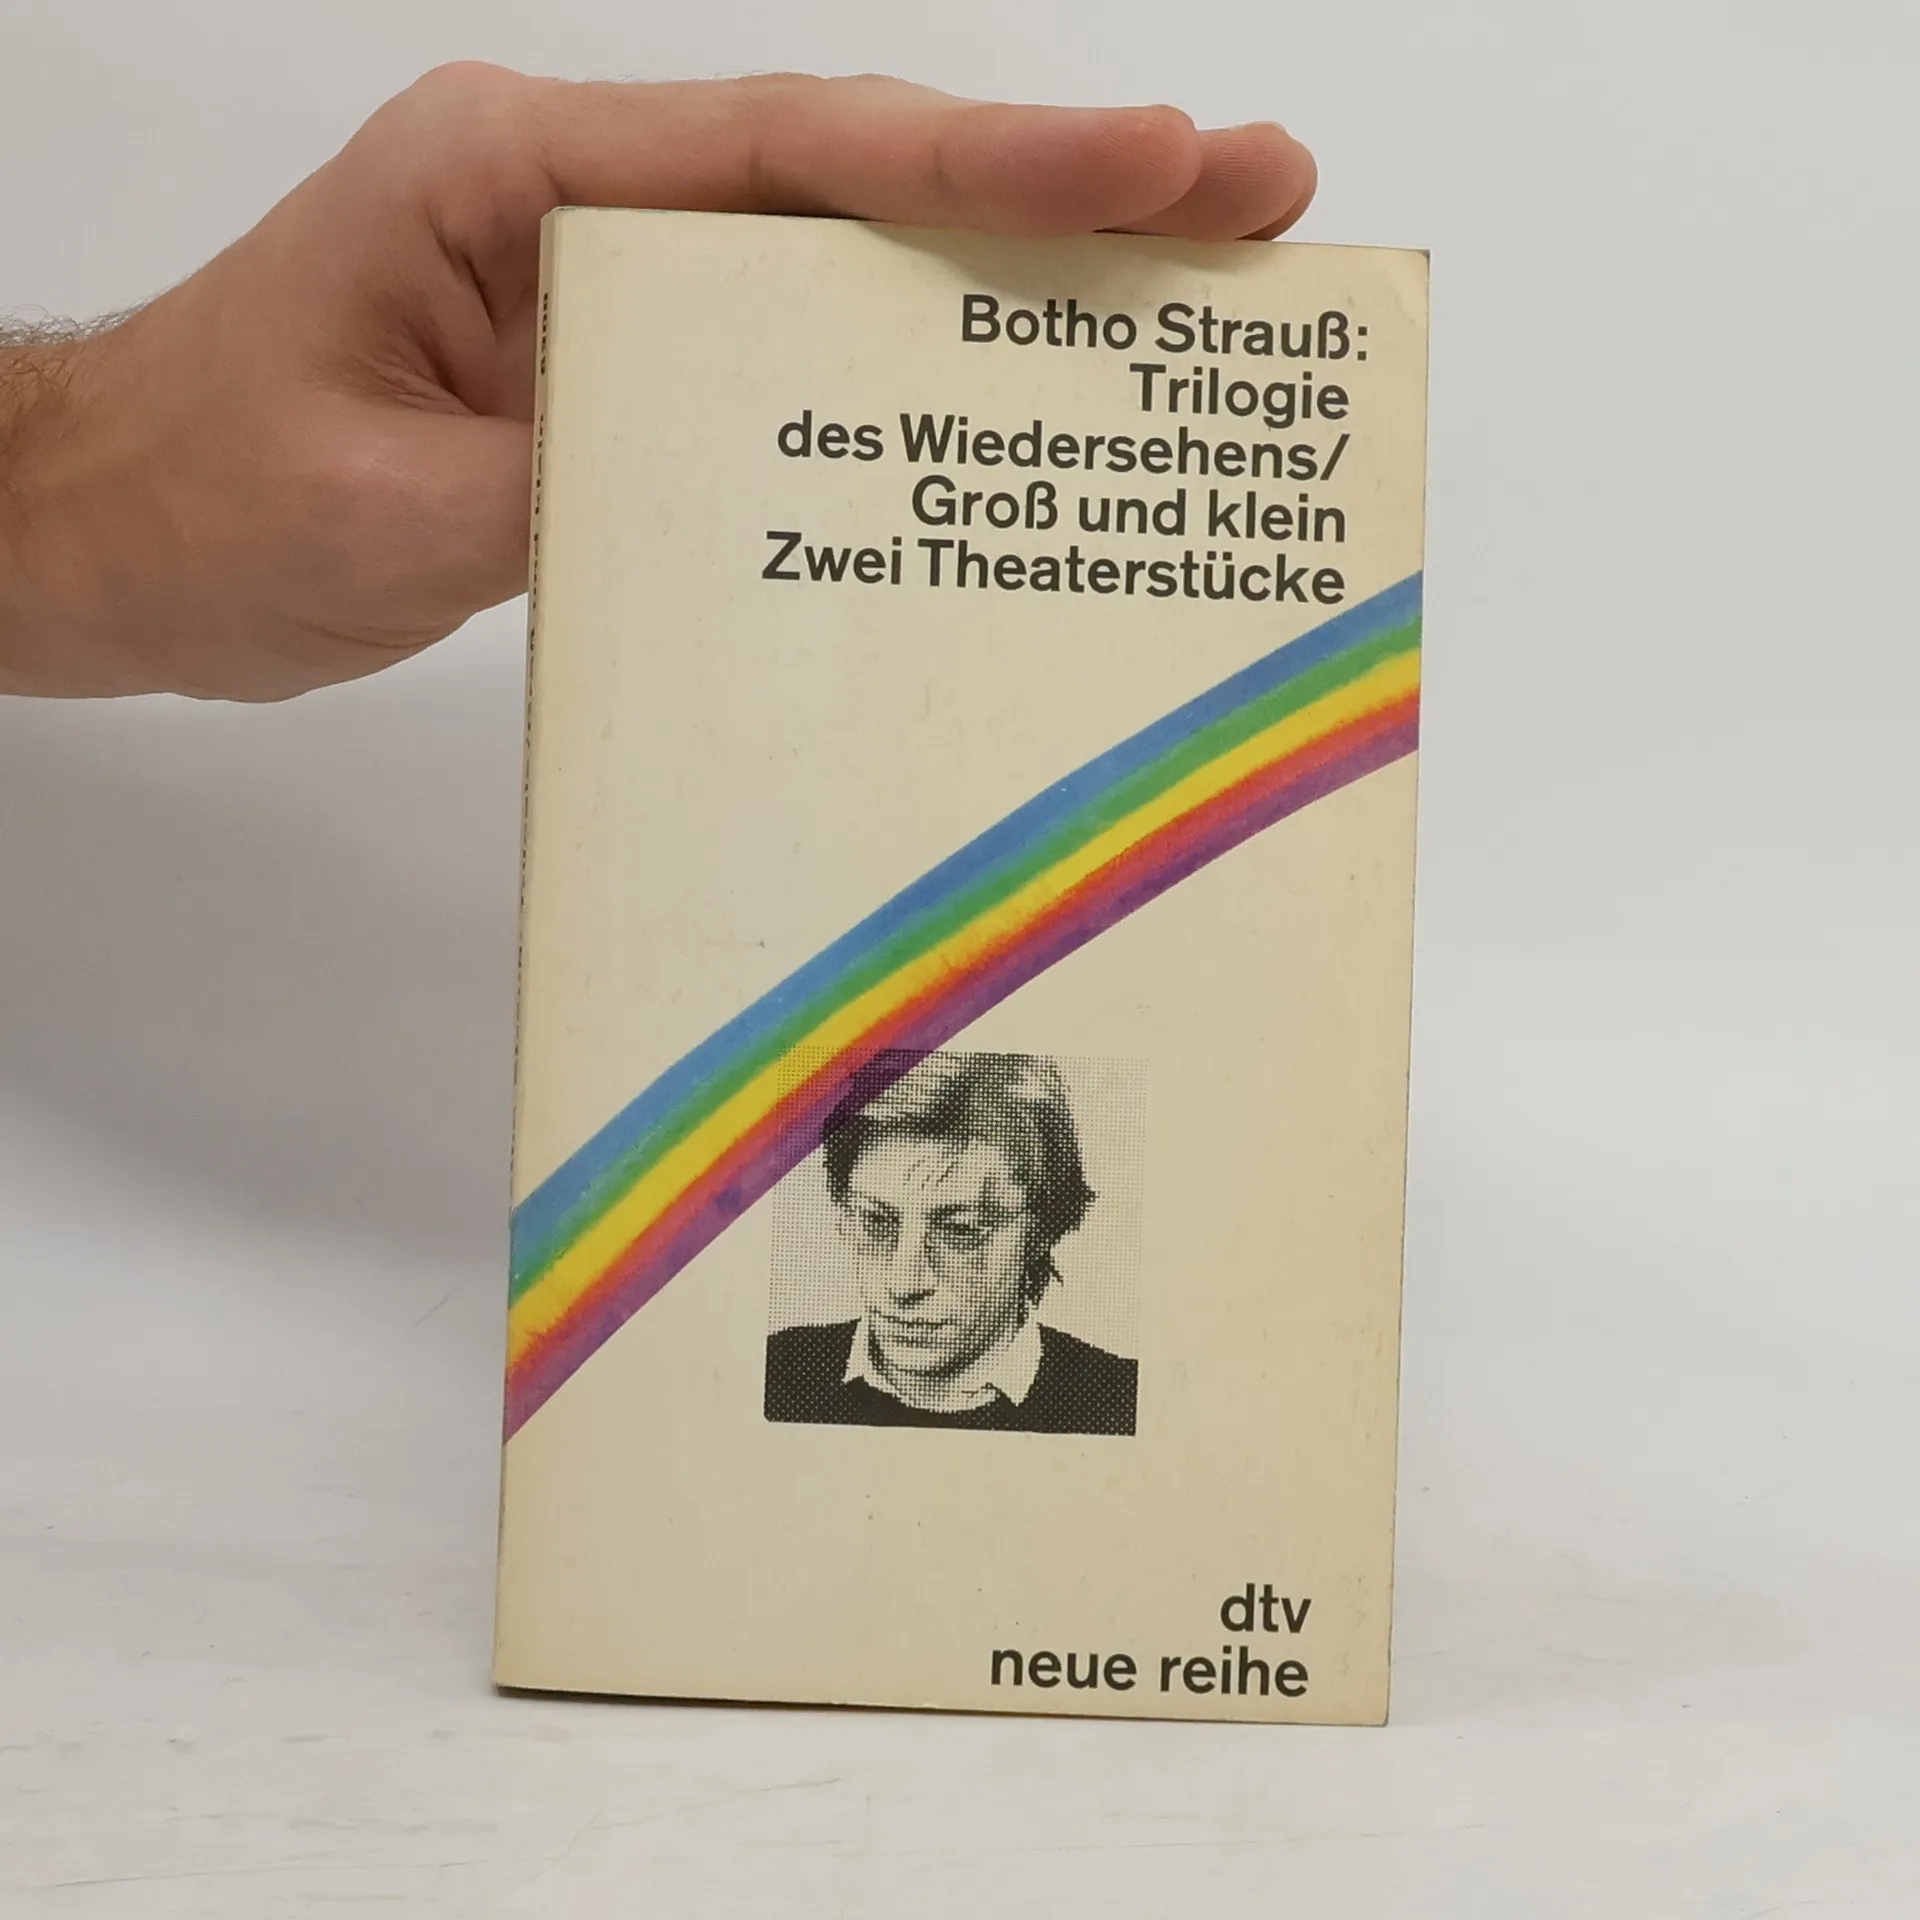 Botho Strauß:
Trilogie
des Wiedersehens/
Groß und klein
Zwei Theaterstücke
dtv
neue reihe